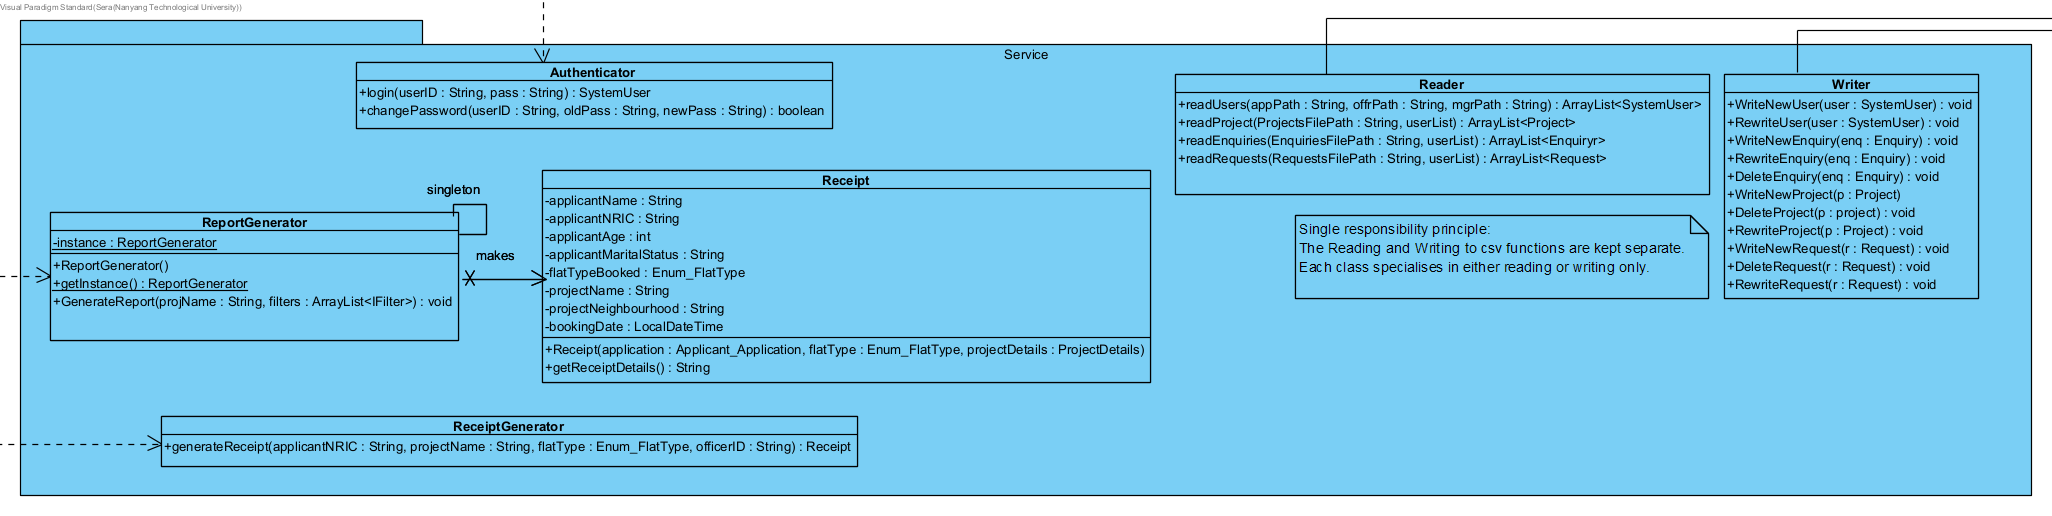 Visual Paradigm Standard(Sera(Nanyang Technological University))
Service
Authenticator
+login(userID : String, pass : String) : SystemUser
+changePassword(userID : String, oldPass : String, newPass : String) : boolean
Reader
+readUsers(appPath : String, offrPath : String, mgrPath : String) : ArrayList<SystemUser>
+readProject(ProjectsFilePath : String, userList) : ArrayList<Project>
+readEnquiries(EnquiriesFilePath : String, userList) : ArrayList<Enquiryr>
+readRequests(RequestsFilePath : String, userList) : ArrayList<Request>
Writer
+WriteNewUser(user : SystemUser) : void
+RewriteUser(user : SystemUser) : void
+WriteNewEnquiry(enq : Enquiry) : void
+RewriteEnquiry(enq : Enquiry) : void
+DeleteEnquiry(enq : Enquiry) : void
+WriteNewProject(p : Project)
+DeleteProject(p : project) : void
+RewriteProject(p : Project) : void
+WriteNewRequest(r : Request) : void
+DeleteRequest(r : Request) : void
+RewriteRequest(r : Request) : void
Single responsibility principle:
The Reading and Writing to csv functions are kept separate.
Each class specialises in either reading or writing only.
singleton
ReportGenerator
-instance : ReportGenerator
+ReportGenerator()
+getInstance() : ReportGenerator
+GenerateReport(projName : String, filters : ArrayList<IFilter>) : void
makes
Receipt
-applicantName : String
-applicantNRIC : String
-applicantAge : int
-applicantMaritalStatus : String
-flatTypeBooked : Enum_FlatType
-projectName : String
-projectNeighbourhood : String
-bookingDate : LocalDateTime
+Receipt(application : Applicant_Application, flatType : Enum_FlatType, projectDetails : ProjectDetails)
+getReceiptDetails() : String
ReceiptGenerator
+generateReceipt(applicantNRIC : String, projectName : String, flatType : Enum_FlatType, officerID : String) : Receipt